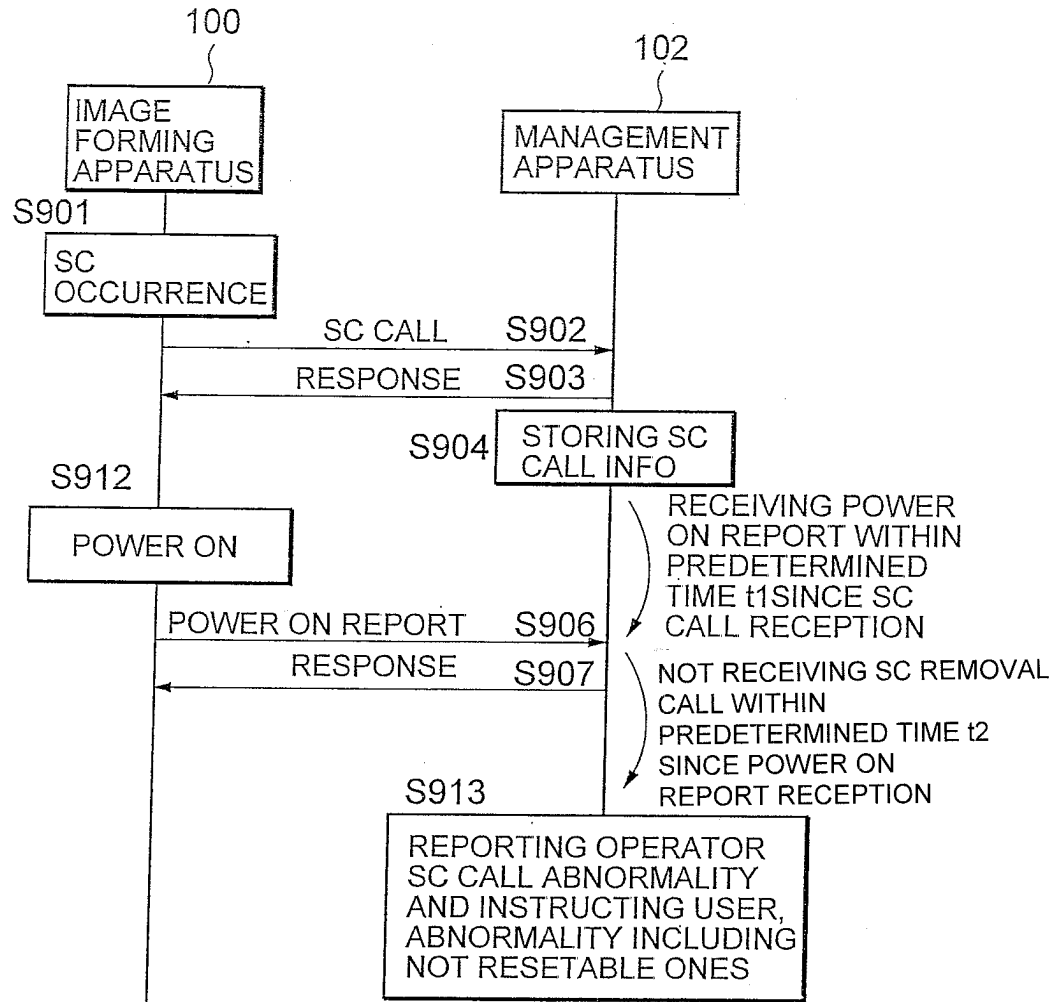 100
102
IMAGE
FORMING
APPARATUS
MANAGEMENT
APPARATUS
S901
SC
OCCURRENCE
SC CALL S902
RESPONSE S903
S904
STORING SC
CALL INFO
S912
POWER ON
RECEIVING POWER
ON REPORT WITHIN
PREDETERMINED
TIME t1SINCE SC
CALL RECEPTION
POWER ON REPORT S906
RESPONSE S907
NOT RECEIVING SC REMOVAL
CALL WITHIN
PREDETERMINED TIME t2
SINCE POWER ON
REPORT RECEPTION
S913
REPORTING OPERATOR
SC CALL ABNORMALITY
AND INSTRUCTING USER,
ABNORMALITY INCLUDING
NOT RESETABLE ONES